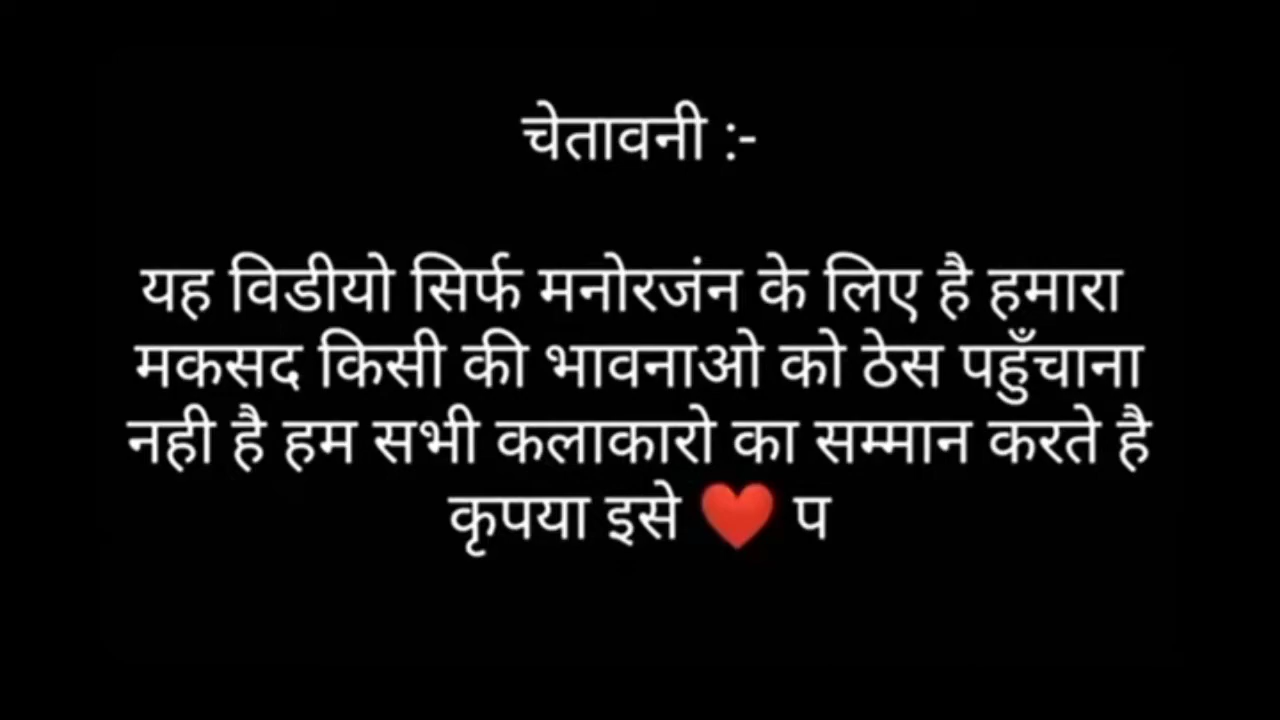 चेतावनी :-
यह विडीयो सिर्फ मनोरजंन के लिए है हमारा
मकसद किसी की भावनाओ को ठेस पहुँचाना
नही है हम सभी कलाकारो का सम्मान करते है
कृपया इसे ❤️ प